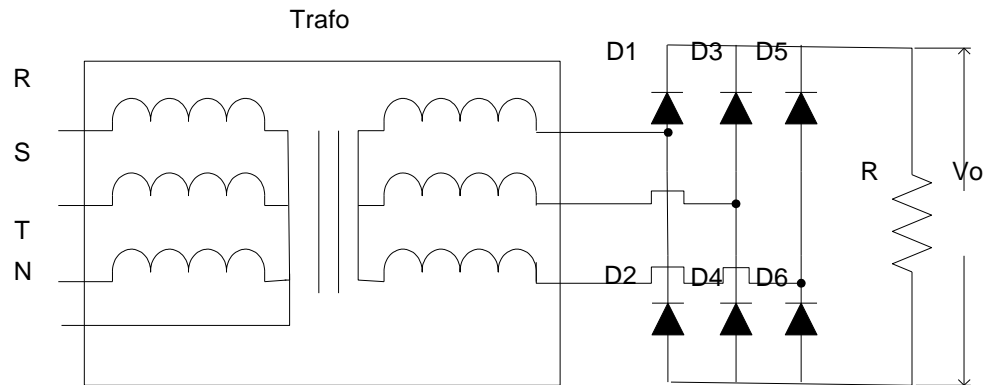 Trafo
D1 D3 D5
R
S
R Vo
T
N
D2 D4 D6